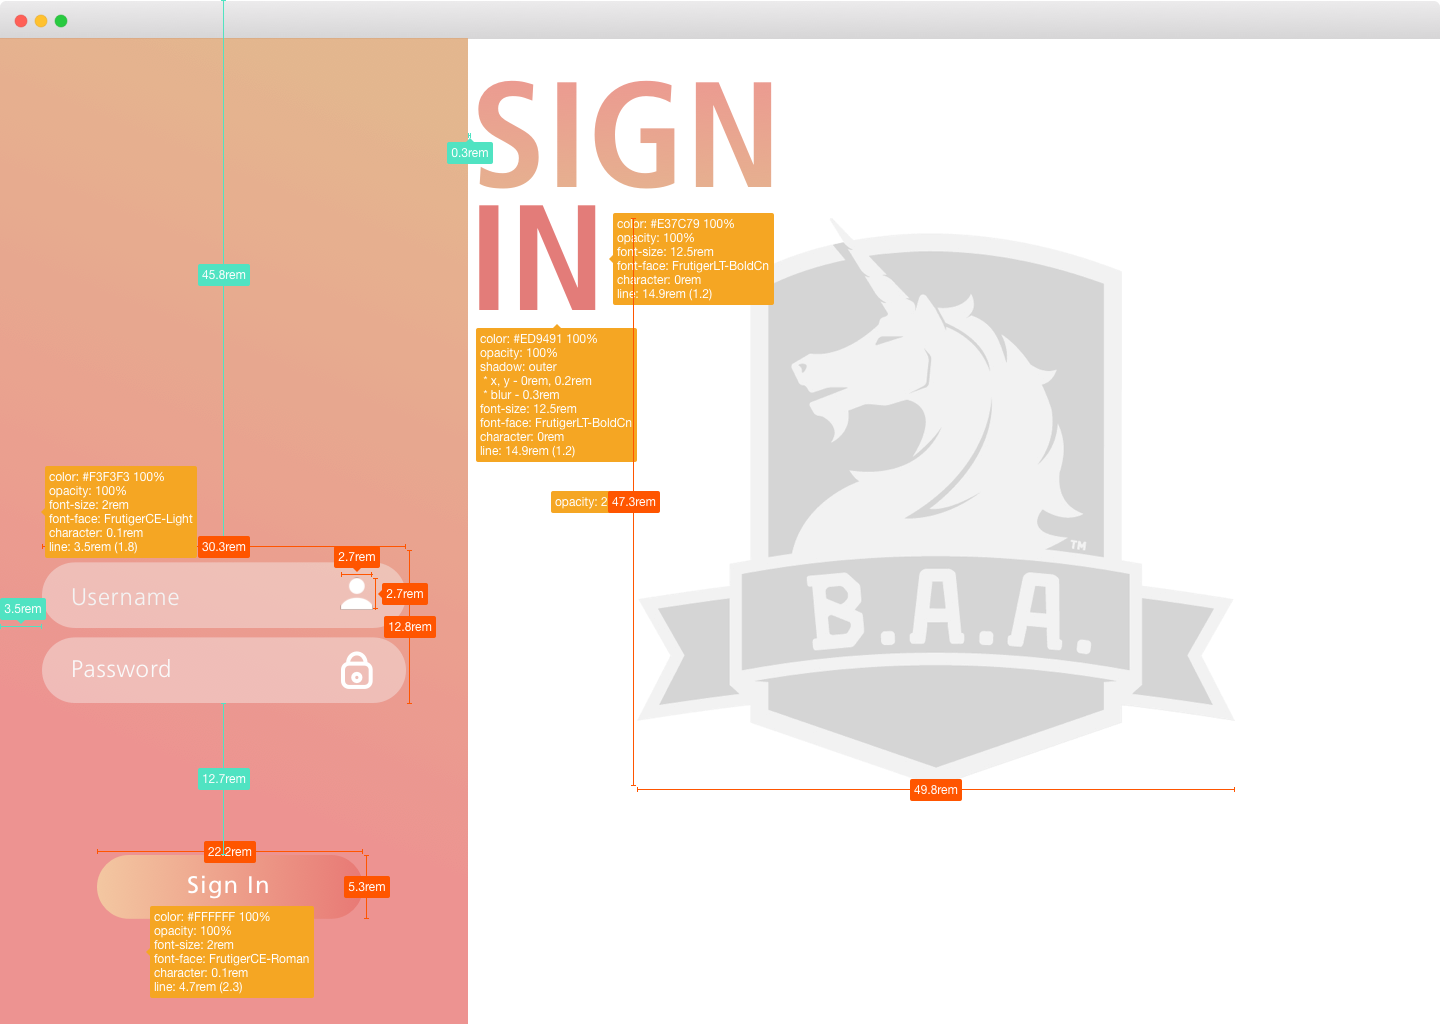 SIGN
0.3rem
IN
color: #E37C79 100%
opacity: 100%
font-size: 12.5rem
font-face: FrutigerLT-BoldCn
character: 0rem
line: 14.9rem (1.2)
45.8rem
color: #ED9491 100%
opacity: 100%
shadow: outer
* x, y - 0rem, 0.2rem
* blur - 0.3rem
font-size: 12.5rem
font-face: FrutigerLT-BoldCn
character: 0rem
line: 14.9rem (1.2)
opacity: 2
47.3rem
color: #F3F3F3 100%
opacity: 100%
font-size: 2rem
font-face: FrutigerCE-Light
character: 0.1rem
line: 3.5rem (1.8)
30.3rem
2.7rem
2.7rem
Username
3.5rem
12.8rem
Password
TM
B.A.A.
12.7rem
49.8rem
22.2rem
Sign In
5.3rem
color: #FFFFFF 100%
opacity: 100%
font-size: 2rem
font-face: FrutigerCE-Roman
character: 0.1rem
line: 4.7rem (2.3)